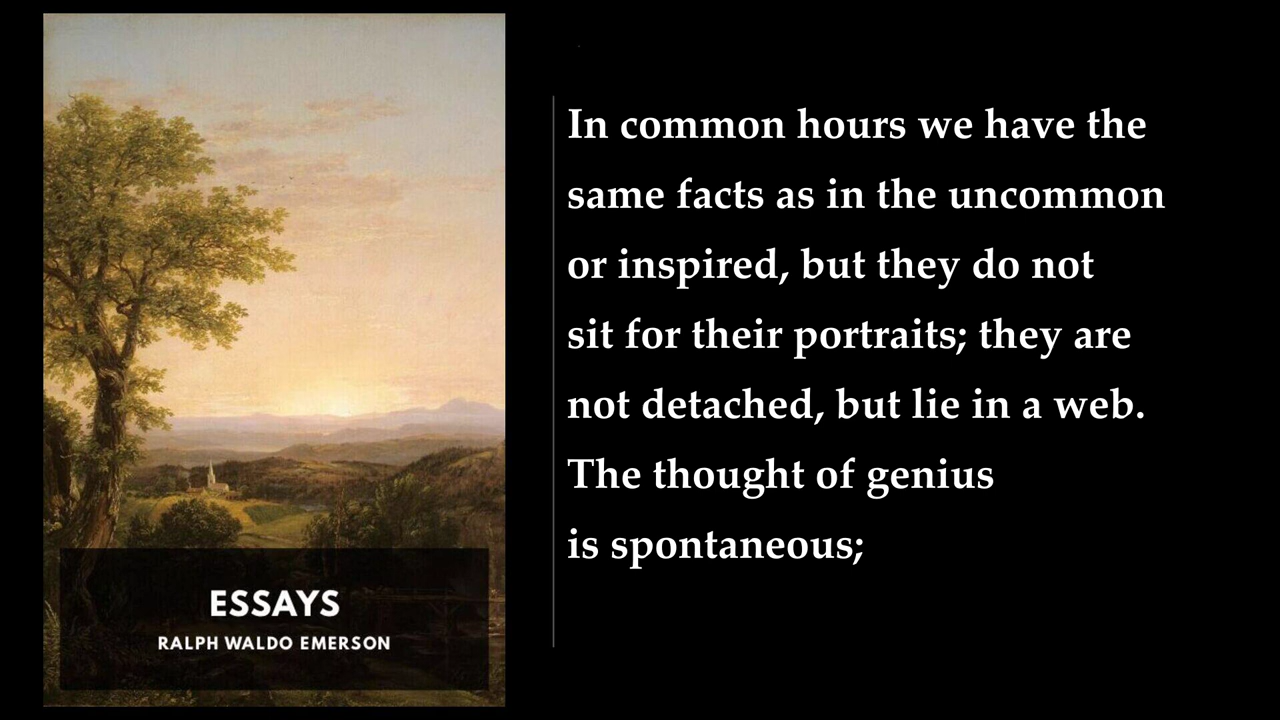 ESSAYS
RALPH WALDO EMERSON
In common hours we have the
same facts as in the uncommon
or inspired, but they do not
sit for their portraits; they are
not detached, but lie in a web.
The thought of genius
is spontaneous;